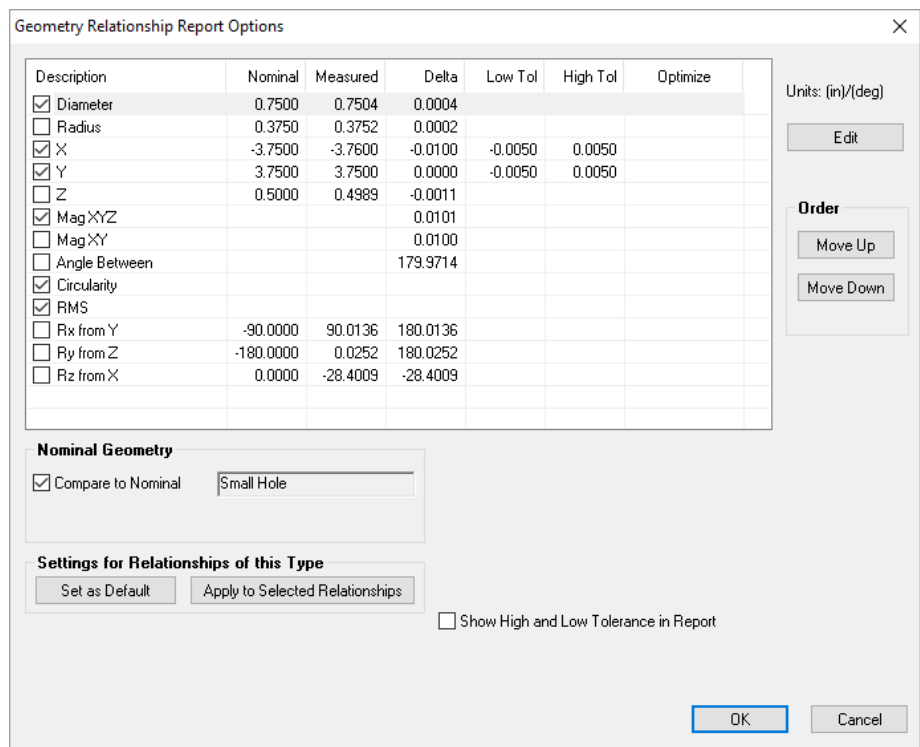 Geometry Relationship Report Options
Description Nominal Measured Delta Low Tol High Tol Optimize
Diameter 0.7500 0.7504 0.0004
Radius 0.3750 0.3752 0.0002
X -3.7500 -3.7600 -0.0100 -0.0050 0.0050
Y 3.7500 3.7500 0.0000 -0.0050 0.0050
Z 0.5000 0.4989 -0.0011
Mag XYZ 0.0101
Mag XY 0.0100
Angle Between 179.9714
Circularity
RMS
Rx from Y -90.0000 90.0136 180.0136
Ry from Z -180.0000 0.0252 180.0252
Rz from X 0.0000 -28.4009 -28.4009
Units: (in)/(deg)
Edit
Order
Move Up
Move Down
Nominal Geometry
Compare to Nominal Small Hole
Settings for Relationships of this Type
Set as Default Apply to Selected Relationships
Show High and Low Tolerance in Report
OK Cancel